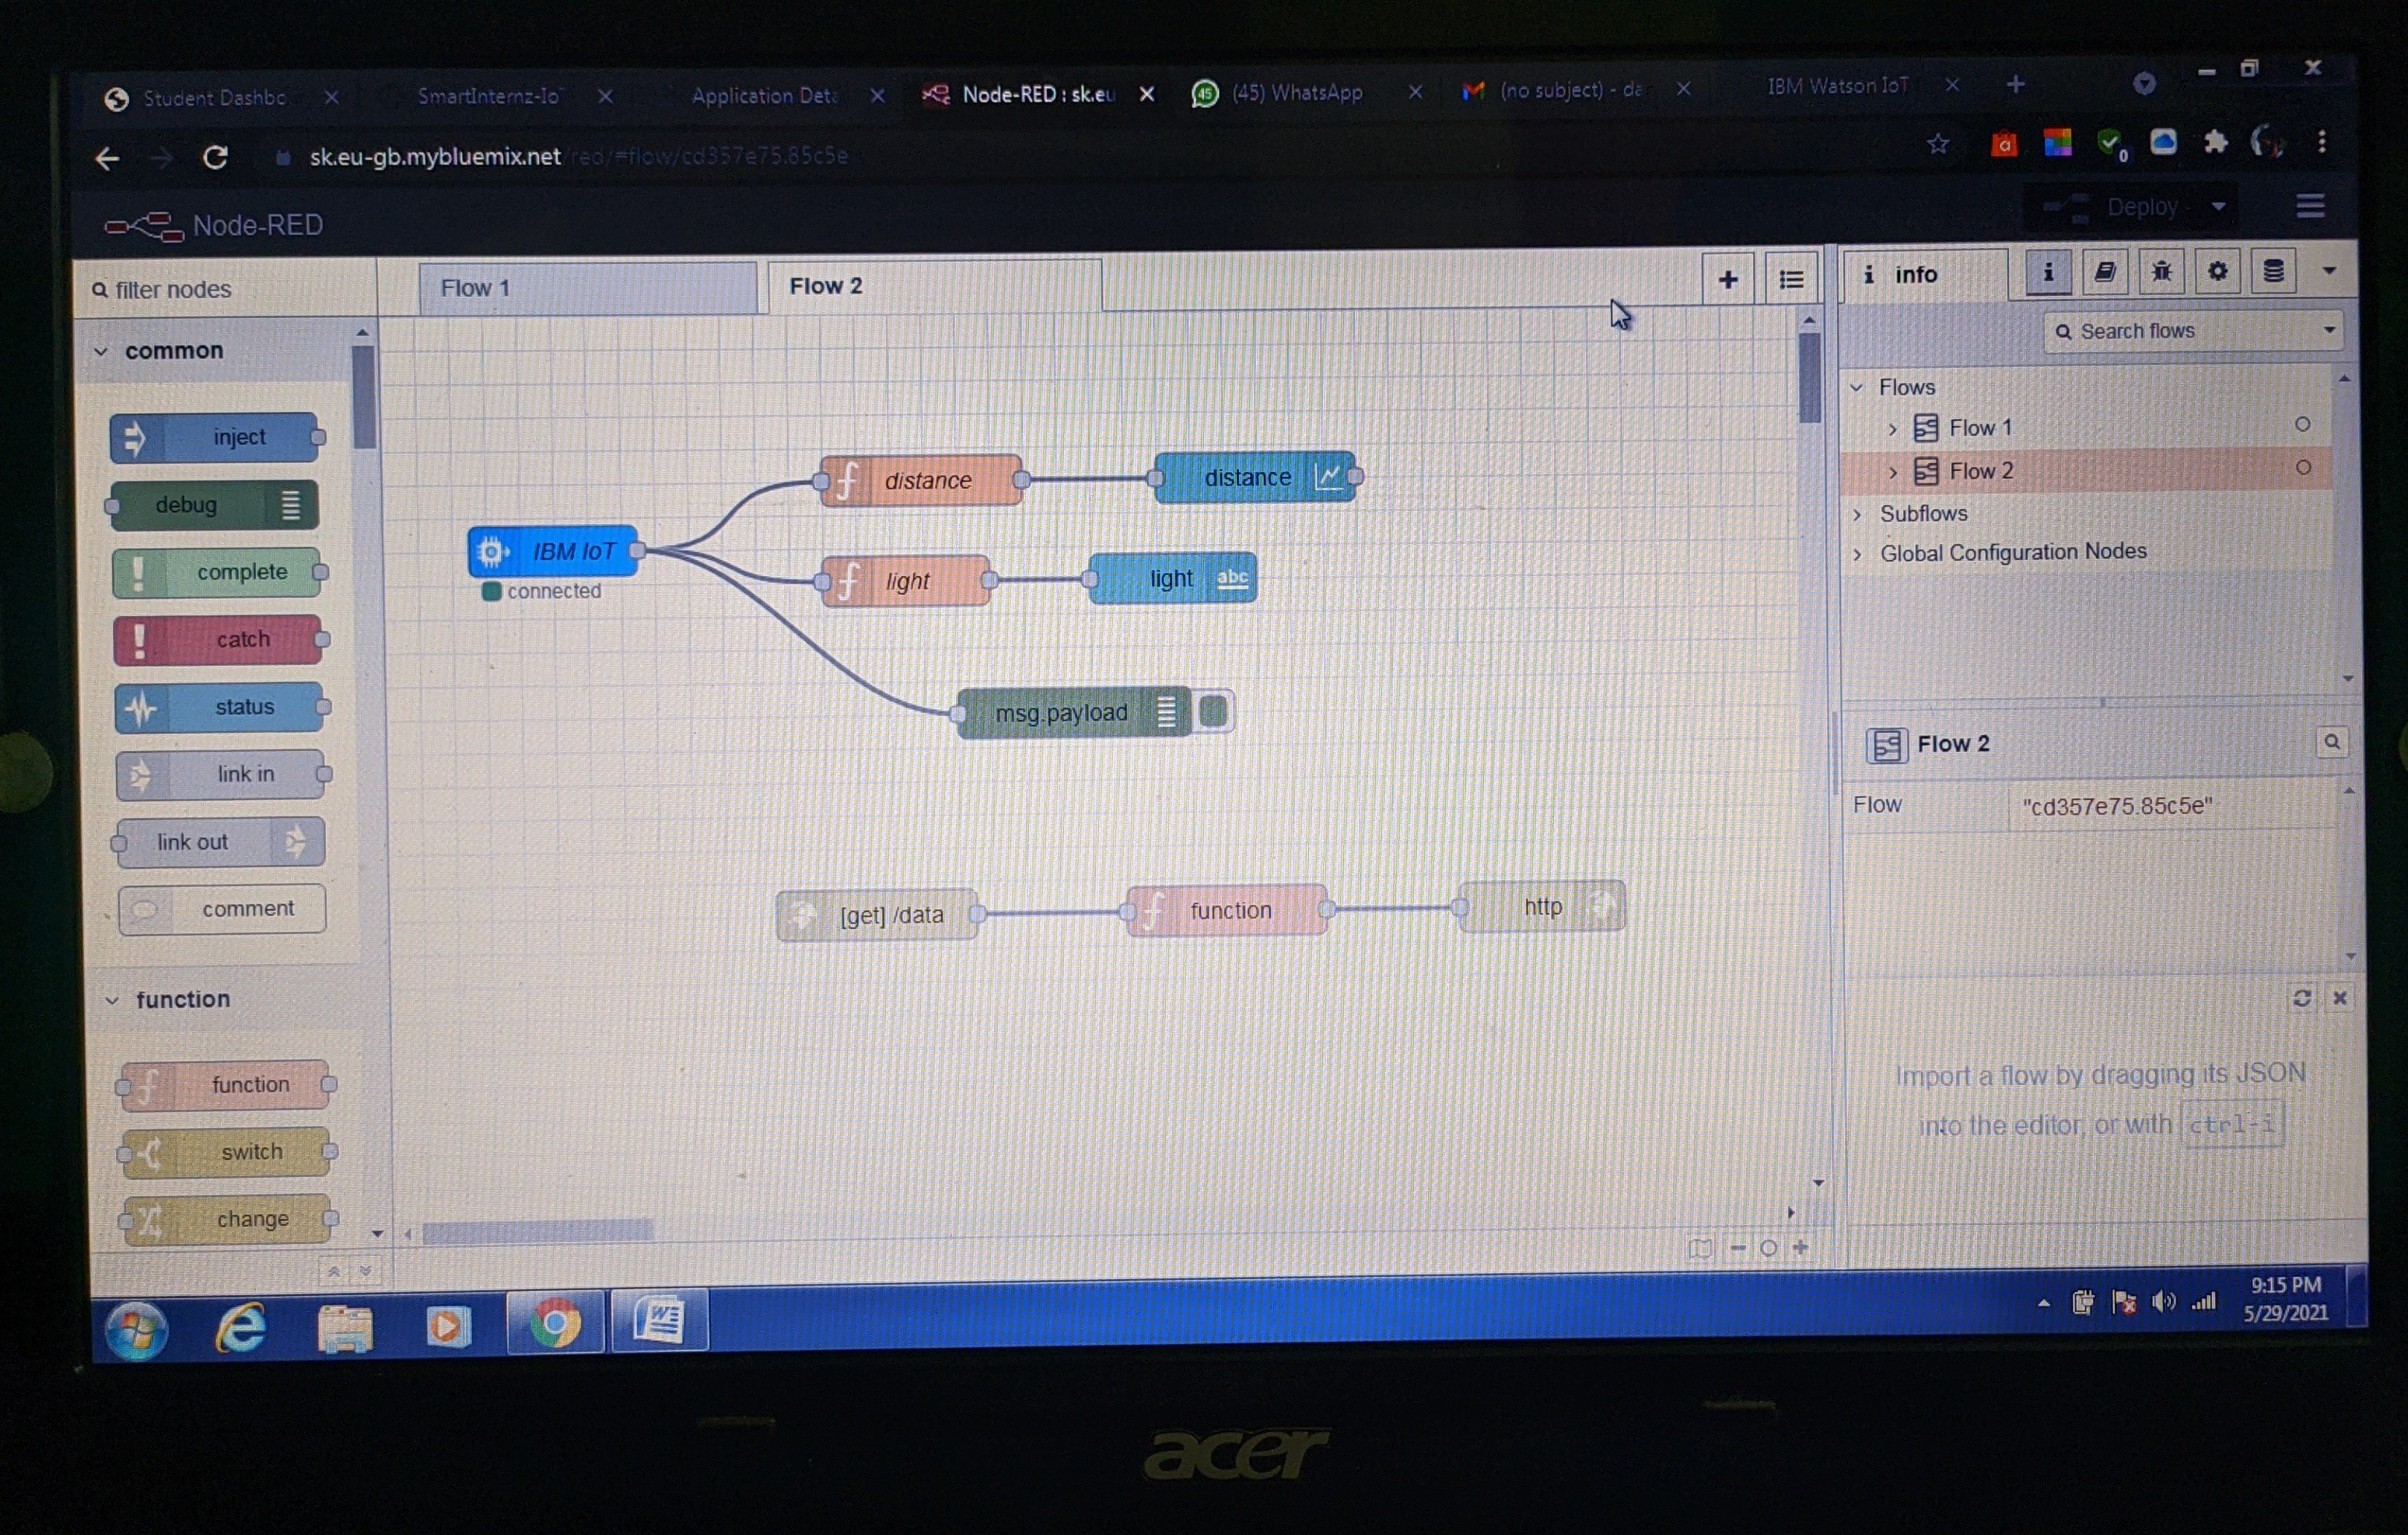 Student Dashbo
SmartInternz-Io
Application Deta
Node-RED : sk.eu
(45) WhatsApp
(no subject) - da
IBM Watson IoT
sk.eu-gb.mybluemix.net/red/#flow/cd357e75.85c5e
Node-RED
Deploy
filter nodes
Flow 1
Flow 2
i info
Search flows
common
inject
debug
complete
catch
status
link in
link out
comment
function
function
switch
change
IBM IoT
connected
distance
distance
light
light
abc
msg.payload
[get] /data
function
http
Flows
Flow 1
Flow 2
Subflows
Global Configuration Nodes
Flow 2
Flow
"cd357e75.85c5e"
Import a flow by dragging its JSON
into the editor, or with ctrl-i
9:15 PM
5/29/2021
acer